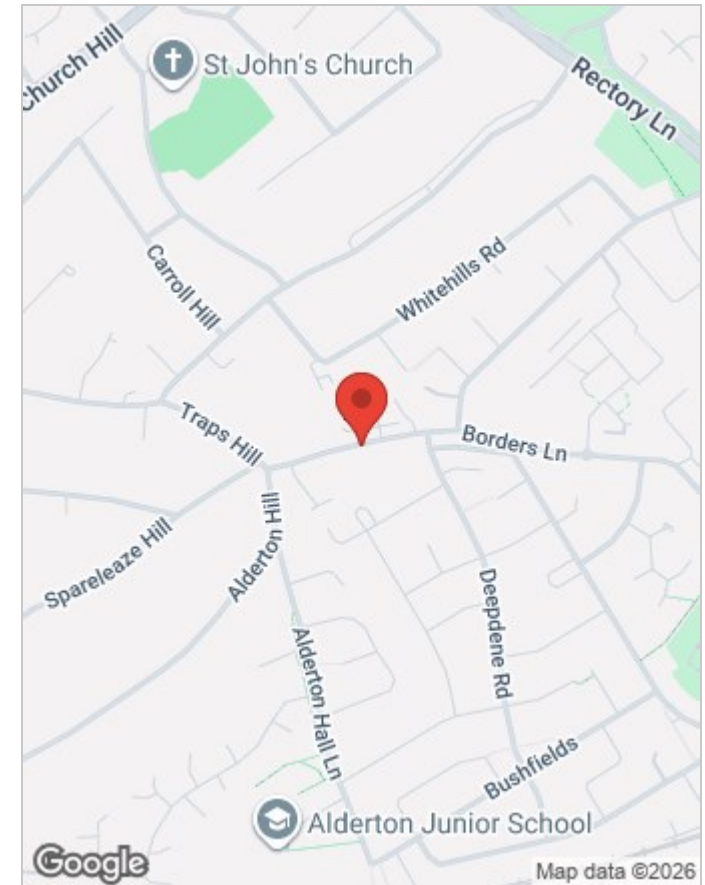 Church Hill
St John's Church
Rectory Ln
Whitehills Rd
Carroll Hill
Traps Hill
Borders Ln
Spareleaze Hill
Alderton Hill
Deepdene Rd
Alderton Hall Ln
Bushfields
Alderton Junior School
Google
Map data ©2026